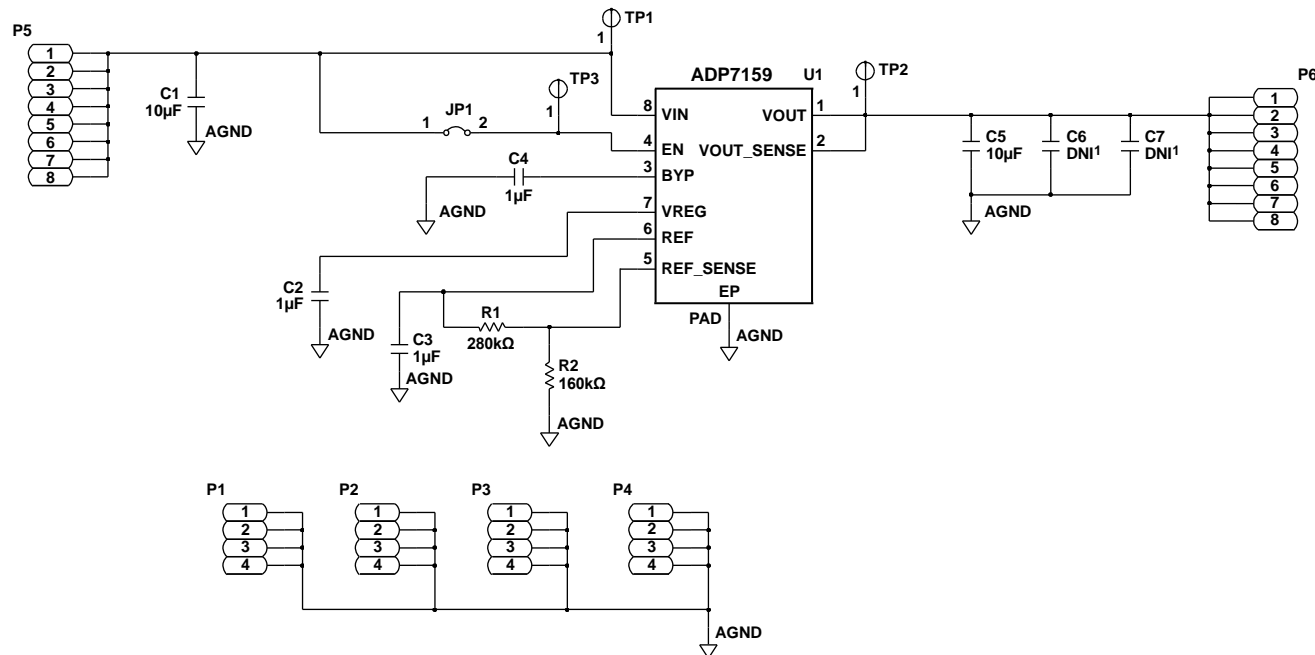 TP1
P5
1
1
2
3
4
5
6
7
8
C1
10µF
AGND
TP3
1
JP1
1 2
ADP7159 U1
8 VIN
4 EN
3 BYP
7 VREG
6 REF
5 REF_SENSE
VOUT 1
VOUT_SENSE 2
EP
PAD
AGND
TP2
1
C4
1µF
AGND
C2
1µF
AGND
C3
1µF
AGND
R1
280kΩ
R2
160kΩ
AGND
C5
10µF
C6
DNI¹
C7
DNI¹
AGND
P6
1
2
3
4
5
6
7
8
P1
1
2
3
4
P2
1
2
3
4
P3
1
2
3
4
P4
1
2
3
4
AGND